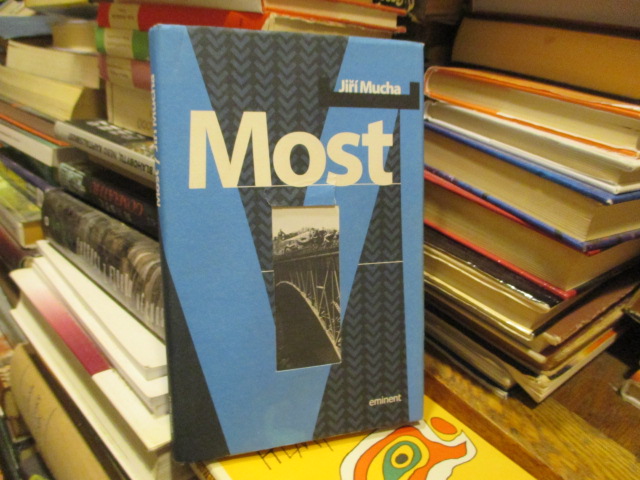 Jiří Mucha
Most
eminent